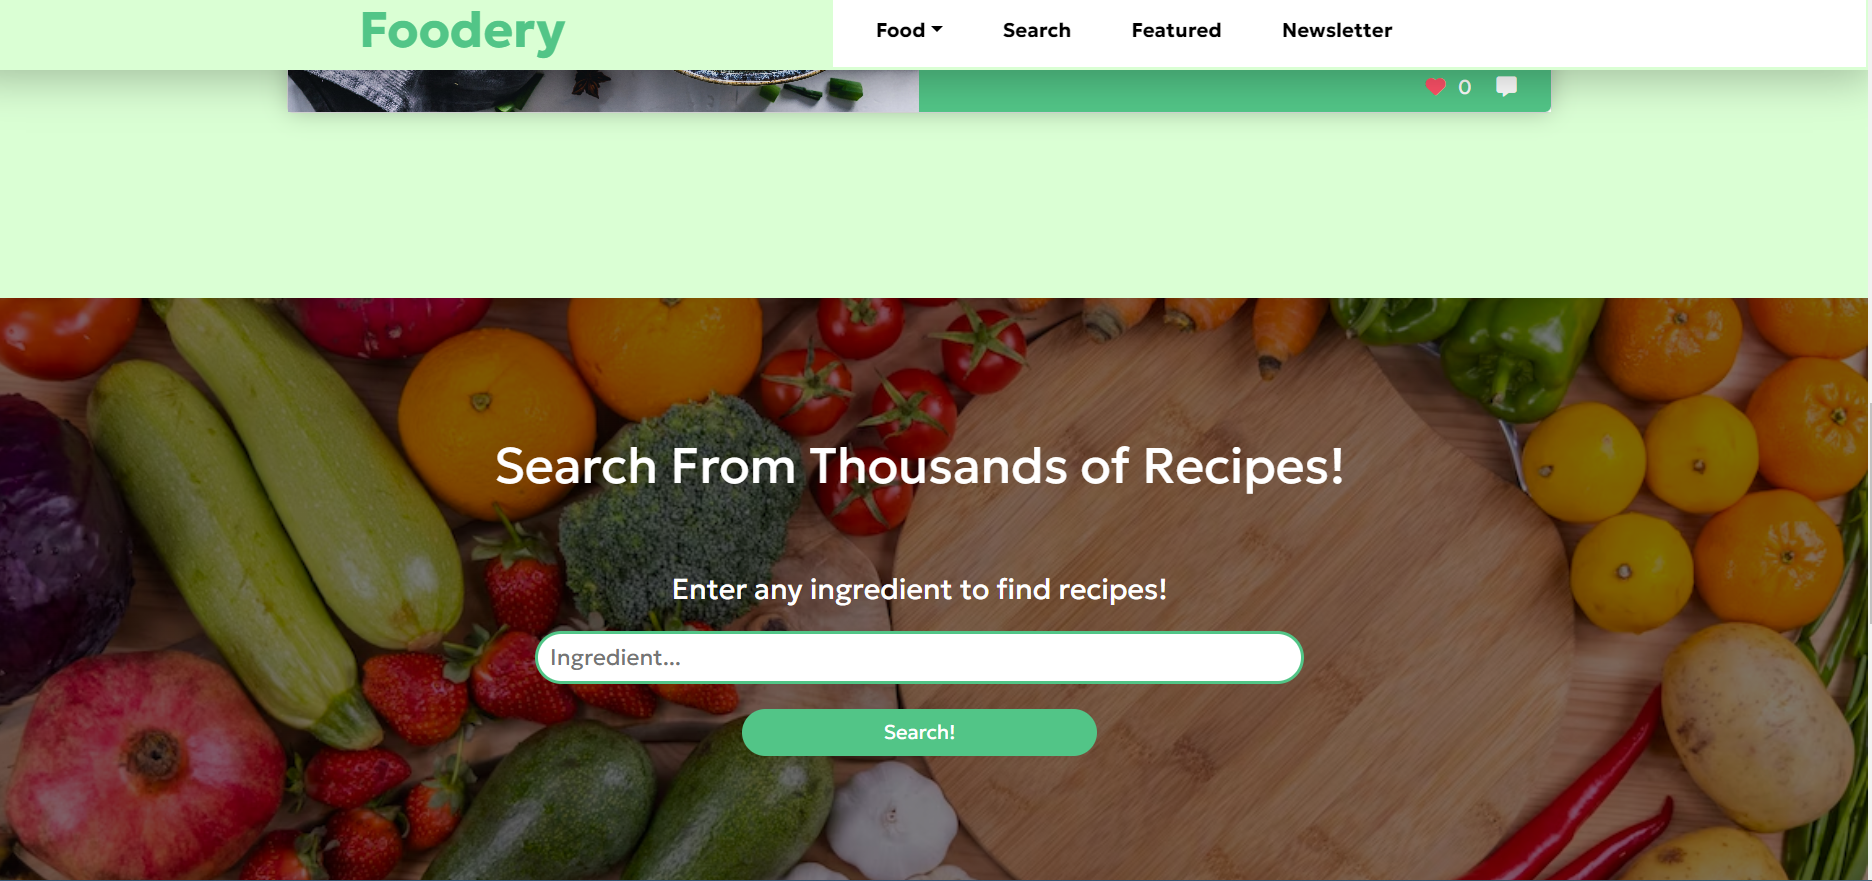 Foodery
Food Search Featured Newsletter
0
Search From Thousands of Recipes!
Enter any ingredient to find recipes!
Ingredient...
Search!